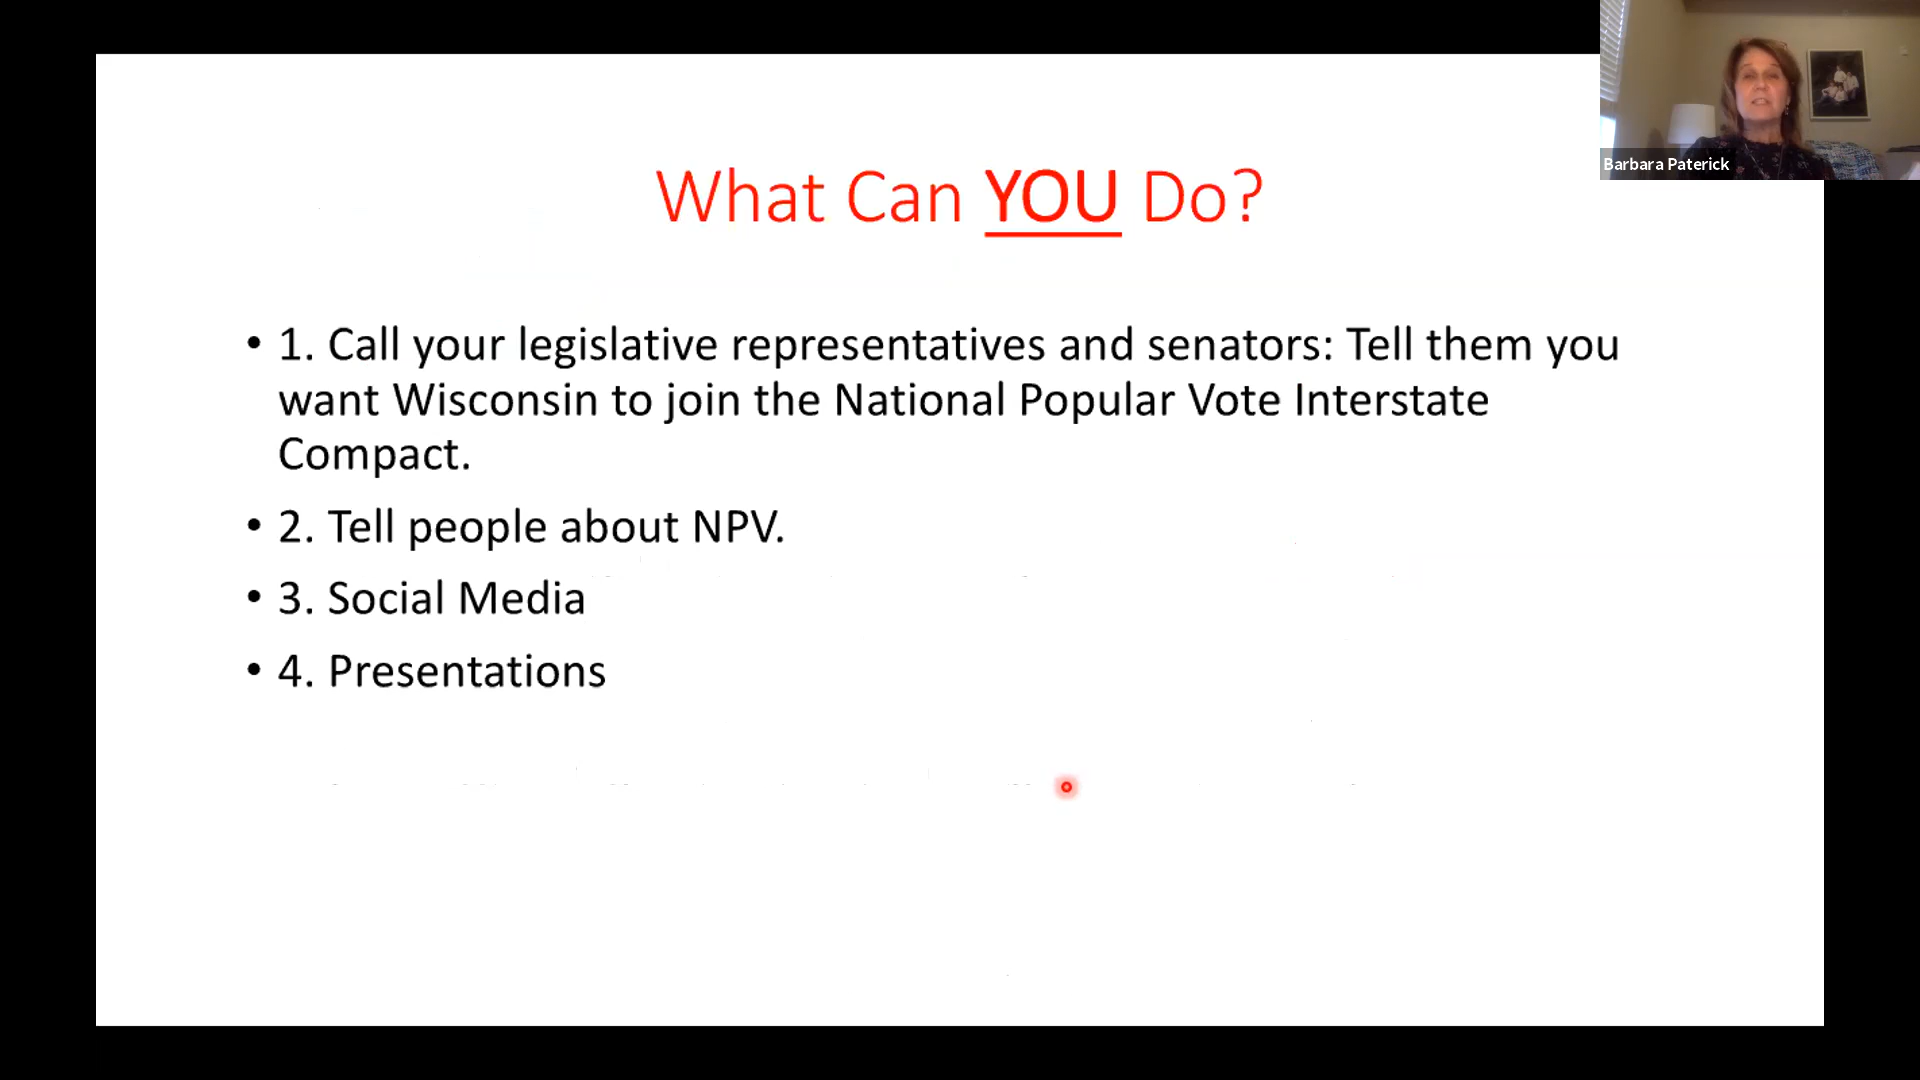 Barbara Paterick
What Can YOU Do?
• 1. Call your legislative representatives and senators: Tell them you
want Wisconsin to join the National Popular Vote Interstate
Compact.
• 2. Tell people about NPV.
• 3. Social Media
• 4. Presentations